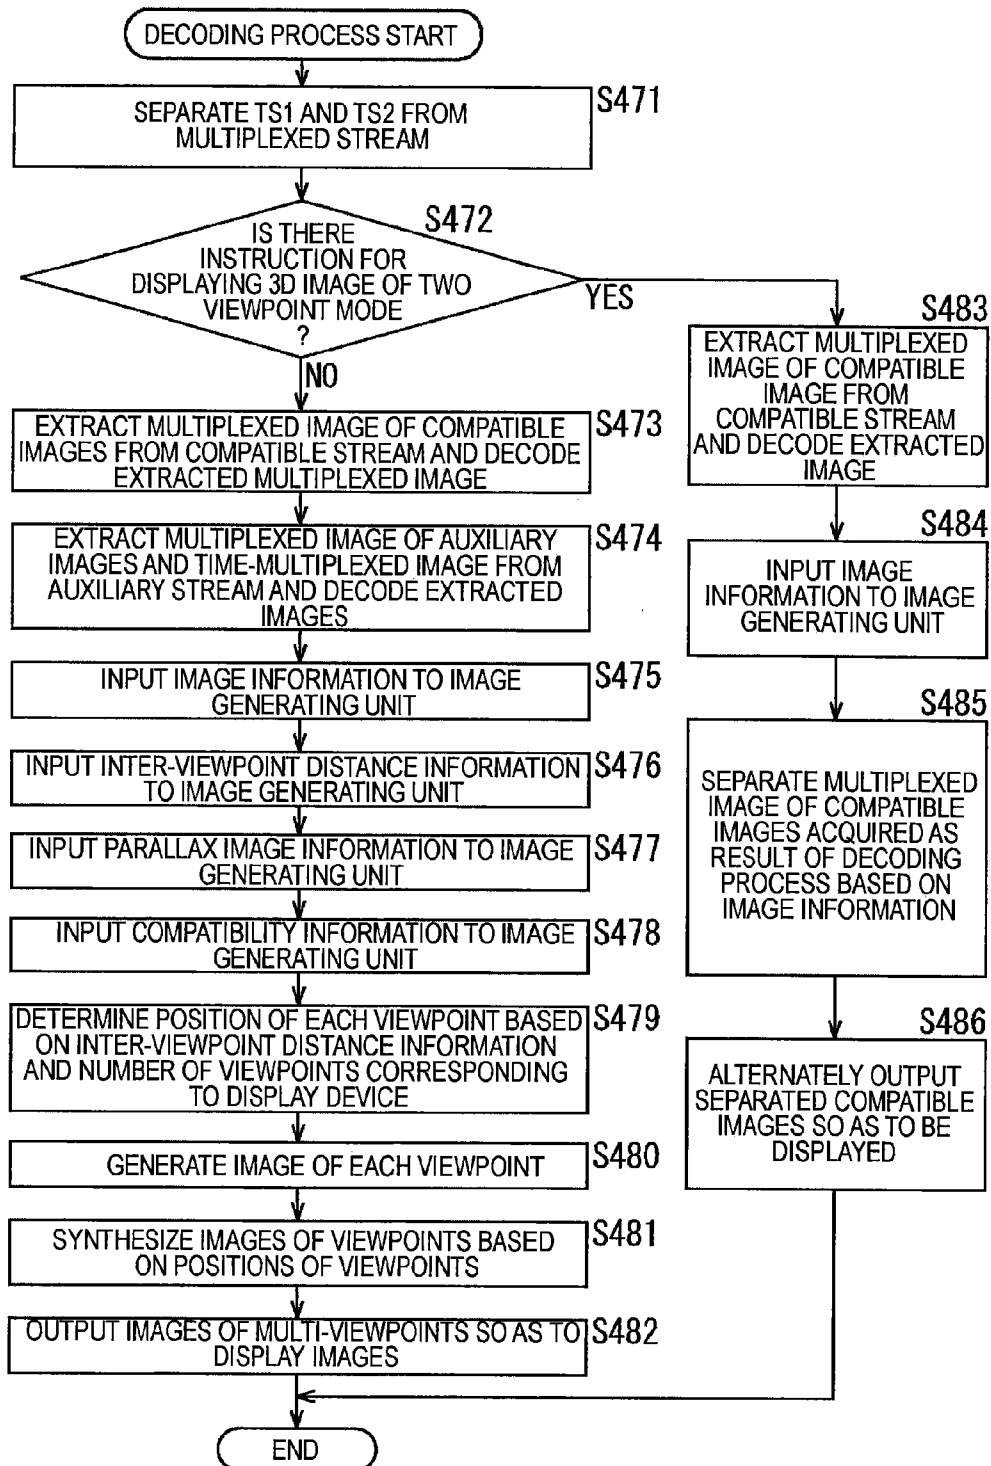 DECODING PROCESS START
S471
SEPARATE TS1 AND TS2 FROM
MULTIPLEXED STREAM
S472
IS THERE
INSTRUCTION FOR
DISPLAYING 3D IMAGE OF TWO
VIEWPOINT MODE
?
YES
NO
S473
EXTRACT MULTIPLEXED IMAGE OF COMPATIBLE
IMAGES FROM COMPATIBLE STREAM AND DECODE
EXTRACTED MULTIPLEXED IMAGE
S474
EXTRACT MULTIPLEXED IMAGE OF AUXILIARY
IMAGES AND TIME-MULTIPLEXED IMAGE FROM
AUXILIARY STREAM AND DECODE EXTRACTED
IMAGES
S475
INPUT IMAGE INFORMATION TO IMAGE
GENERATING UNIT
S476
INPUT INTER-VIEWPOINT DISTANCE INFORMATION
TO IMAGE GENERATING UNIT
S477
INPUT PARALLAX IMAGE INFORMATION TO IMAGE
GENERATING UNIT
S478
INPUT COMPATIBILITY INFORMATION TO IMAGE
GENERATING UNIT
S479
DETERMINE POSITION OF EACH VIEWPOINT BASED
ON INTER-VIEWPOINT DISTANCE INFORMATION
AND NUMBER OF VIEWPOINTS CORRESPONDING
TO DISPLAY DEVICE
S480
GENERATE IMAGE OF EACH VIEWPOINT
S481
SYNTHESIZE IMAGES OF VIEWPOINTS BASED
ON POSITIONS OF VIEWPOINTS
S482
OUTPUT IMAGES OF MULTI-VIEWPOINTS SO AS TO
DISPLAY IMAGES
S483
EXTRACT MULTIPLEXED
IMAGE OF COMPATIBLE
IMAGE FROM
COMPATIBLE STREAM
AND DECODE EXTRACTED
IMAGE
S484
INPUT IMAGE
INFORMATION TO IMAGE
GENERATING UNIT
S485
SEPARATE MULTIPLEXED
IMAGE OF COMPATIBLE
IMAGES ACQUIRED AS
RESULT OF DECODING
PROCESS BASED ON
IMAGE INFORMATION
S486
ALTERNATELY OUTPUT
SEPARATED COMPATIBLE
IMAGES SO AS TO BE
DISPLAYED
END